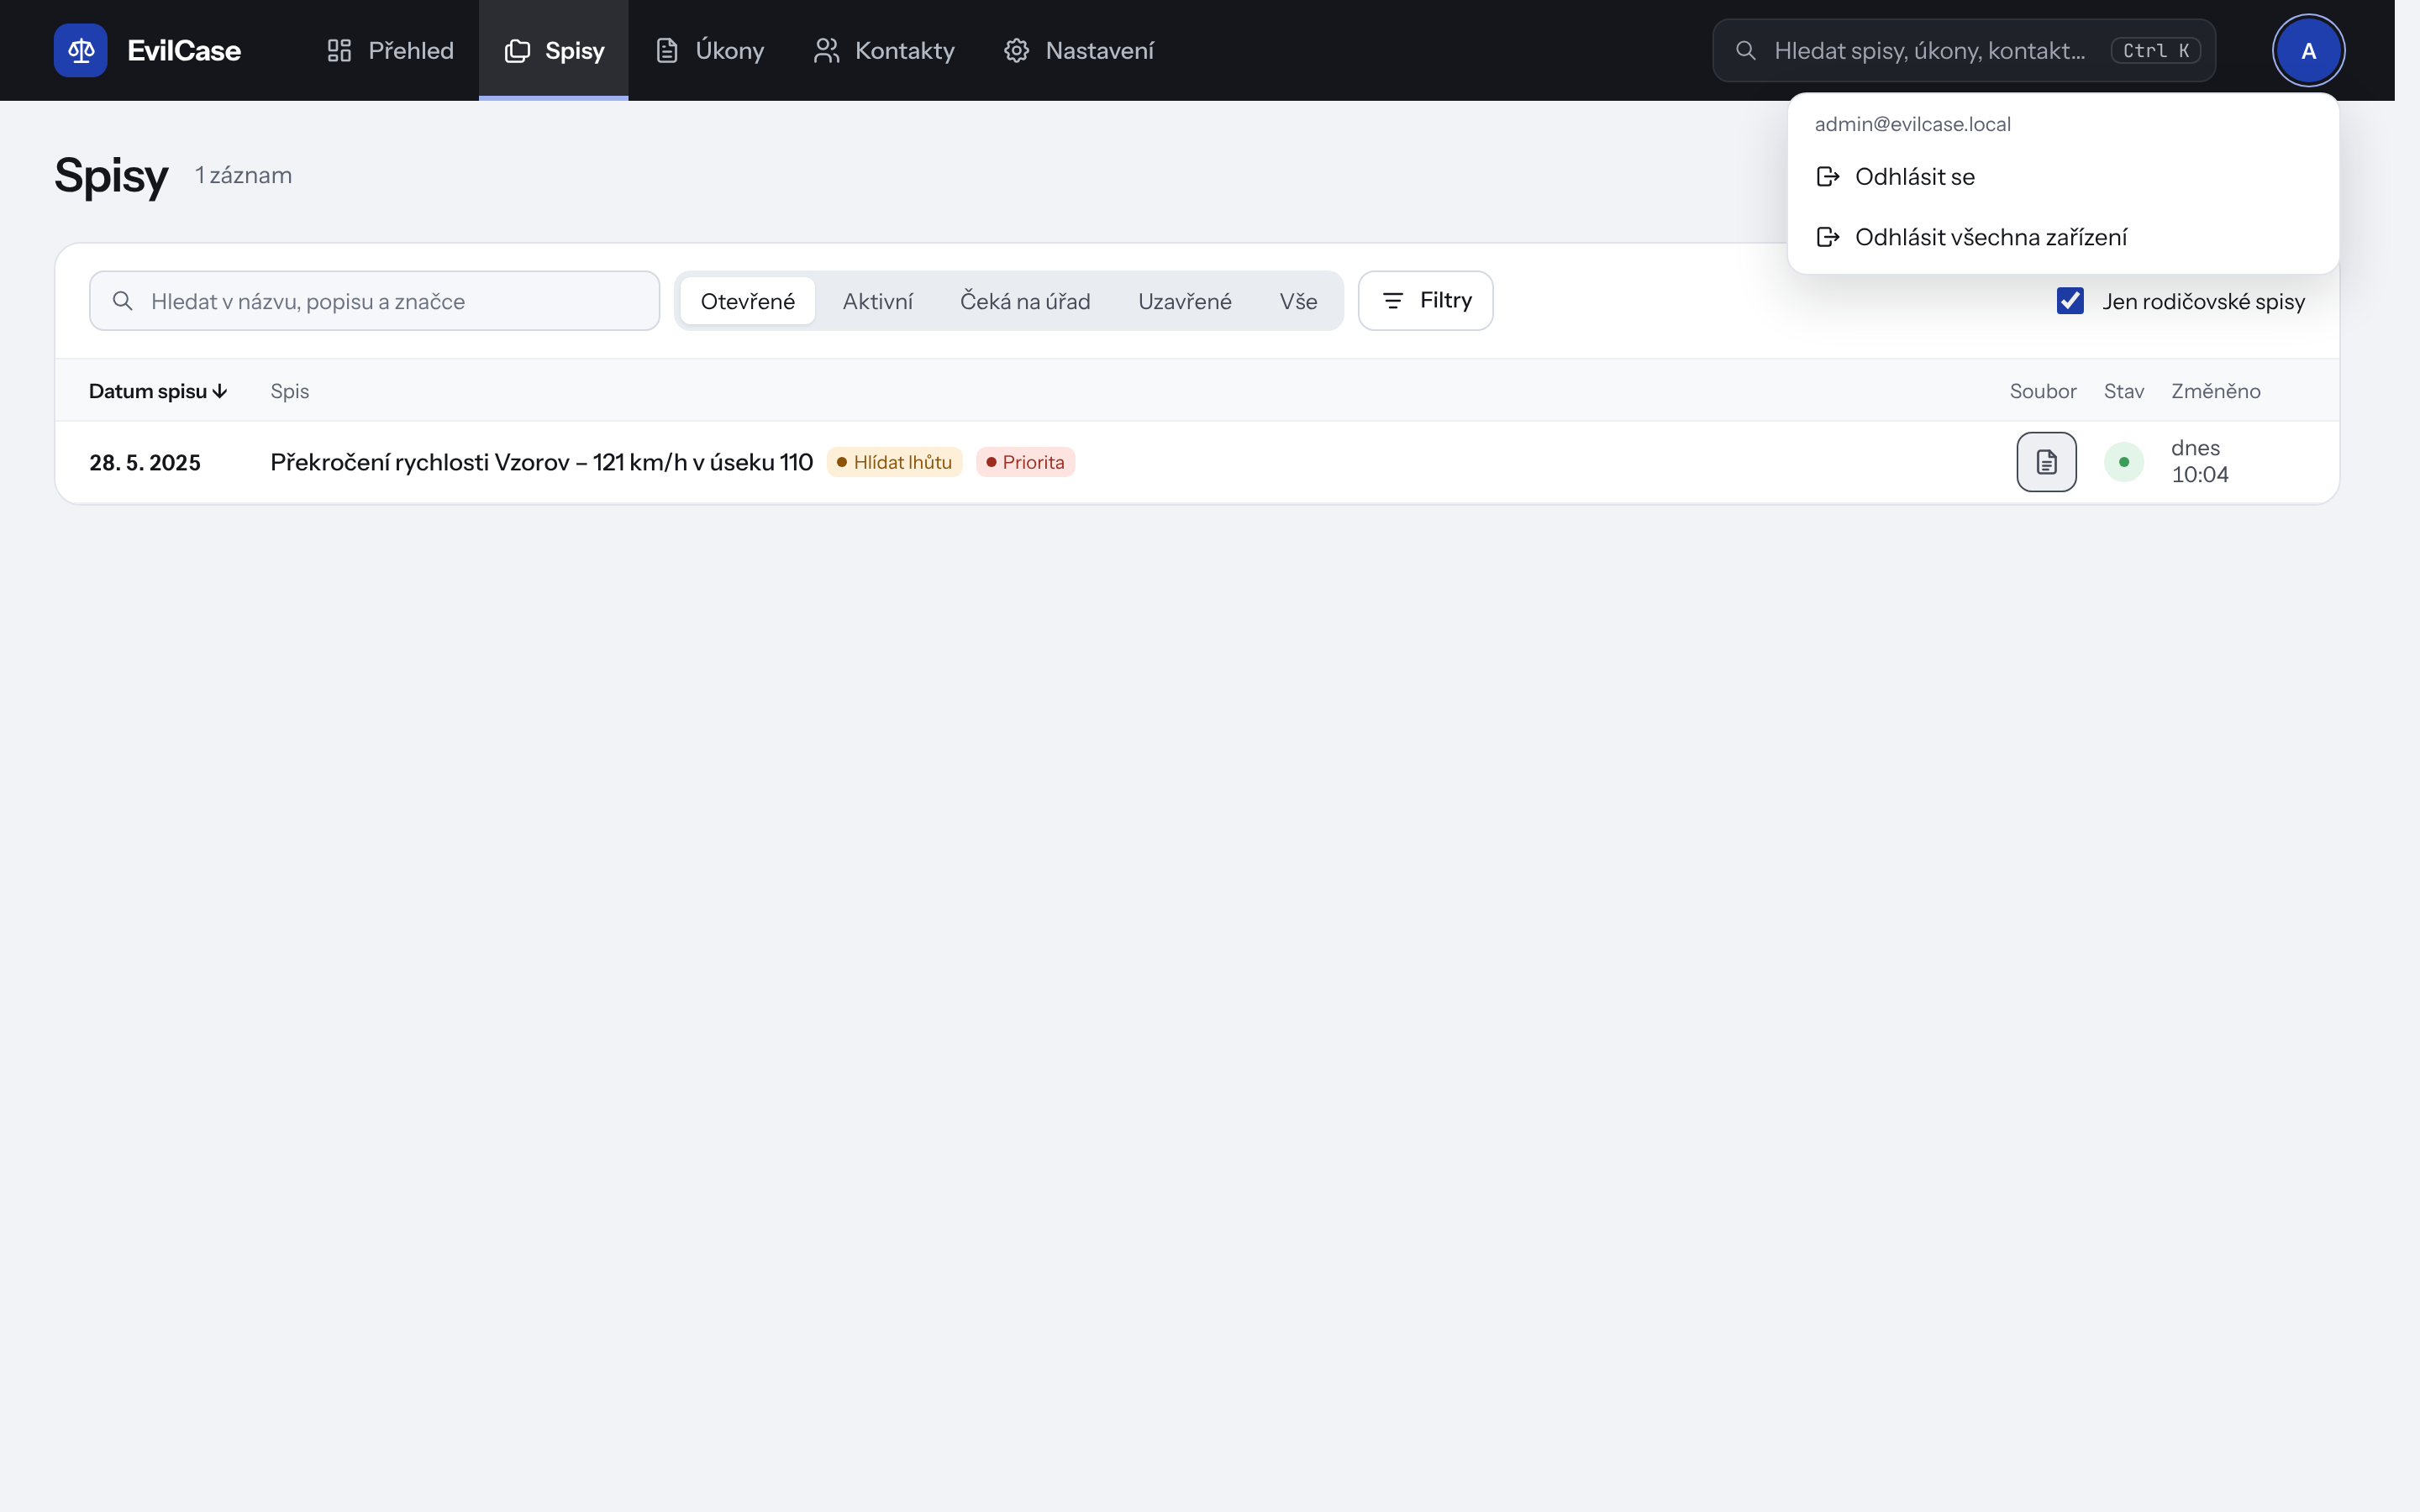 EvilCase
Přehled
Spisy
Úkony
Kontakty
Nastavení
Hledat spisy, úkony, kontakt...
Ctrl K
A
admin@evilcase.local
Odhlásit se
Odhlásit všechna zařízení
Spisy
1 záznam
Hledat v názvu, popisu a značce
Otevřené
Aktivní
Čeká na úřad
Uzavřené
Vše
Filtry
Jen rodičovské spisy
Datum spisu
Spis
Soubor
Stav
Změněno
28. 5. 2025
Překročení rychlosti Vzorov – 121 km/h v úseku 110
Hlídat lhůtu
Priorita
dnes
10:04